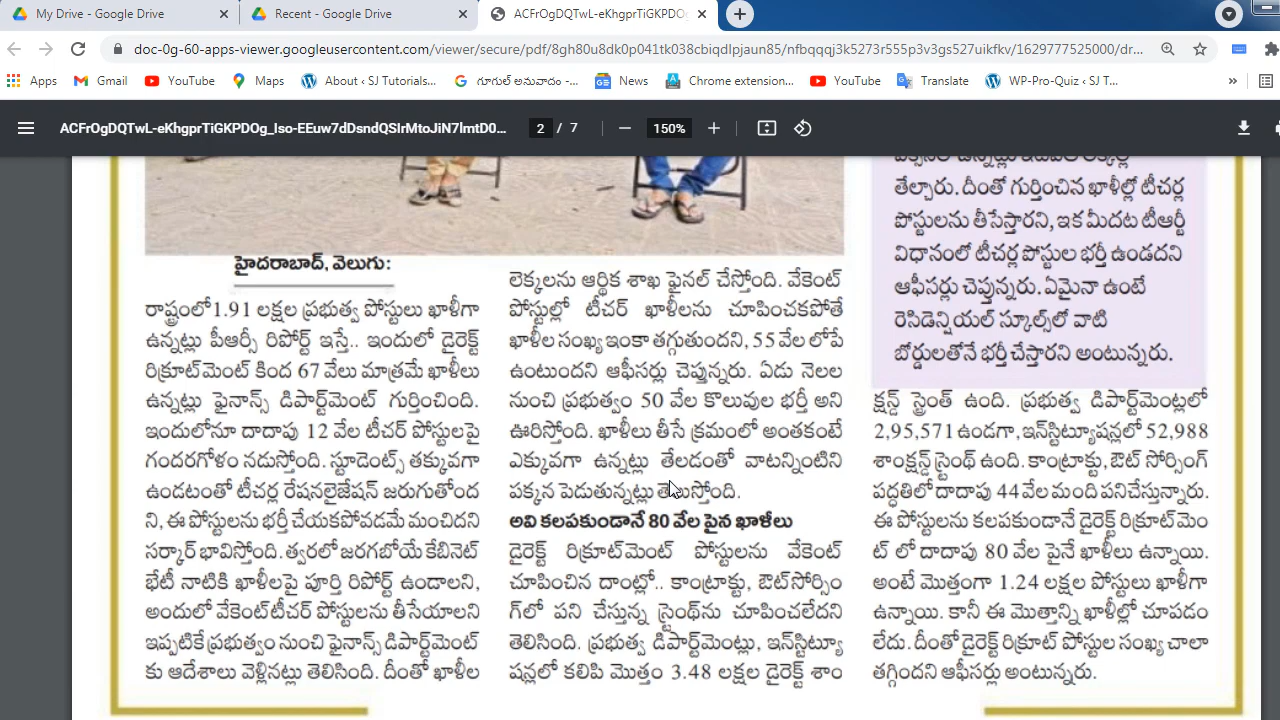 My Drive - Google Drive
Recent - Google Drive
ACFrOgDQTwL-eKhgprTiGKPDO
doc-0g-60-apps-viewer.googleusercontent.com/viewer/secure/pdf/8gh80u8dk0p041tk038cbiqdlpjaun85/nfbqqqj3k5273r555p3v3gs527uikfkv/1629777525000/dr...
Apps
Gmail
YouTube
Maps
About ‹ SJ Tutorials...
గూగుల్ అనువాదం -...
News
Chrome extension...
YouTube
Translate
WP-Pro-Quiz ‹ SJ T...
»
ACFrOgDQTwL-eKhgprTiGKPDOg_lso-EEuw7dDsndQSlrMtoJiN7lmtD0...
2 / 7
150%
హైదరాబాద్, వెలుగు:
రాష్ట్రంలో 1.91 లక్షల ప్రభుత్వ పోస్టులు ఖాళీగా
ఉన్నట్లు పీఆర్సీ రిపోర్ట్ ఇస్తే.. ఇందులో డైరెక్ట్
రిక్రూట్‌మెంట్ కింద 67 వేలు మాత్రమే ఖాళీలు
ఉన్నట్లు ఫైనాన్స్ డిపార్ట్‌మెంట్ గుర్తించింది.
ఇందులోనూ దాదాపు 12 వేల టీచర్ పోస్టులపై
గందరగోళం నడుస్తోంది. స్టూడెంట్స్ తక్కువగా
ఉండటంతో టీచర్ల రేషనలైజేషన్ జరుగుతోంద
ని, ఈ పోస్టులను భర్తీ చేయకపోవడమే మంచిదని
సర్కార్ భావిస్తోంది. త్వరలో జరగబోయే కేబినెట్
భేటీ నాటికి ఖాళీలపై పూర్తి రిపోర్ట్ ఉండాలని,
అందులో వేకెంట్ టీచర్ పోస్టులను తీసేయాలని
ఇప్పటికే ప్రభుత్వం నుంచి ఫైనాన్స్ డిపార్ట్‌మెంట్
కు ఆదేశాలు వెళ్లినట్లు తెలిసింది. దీంతో ఖాళీల
లెక్కలను ఆర్థిక శాఖ ఫైనల్ చేస్తోంది. వేకెంట్
పోస్టుల్లో టీచర్ ఖాళీలను చూపించకపోతే
ఖాళీల సంఖ్య ఇంకా తగ్గుతుందని, 55 వేల లోపే
ఉంటుందని ఆఫీసర్లు చెప్తున్నరు. ఏడు నెలల
నుంచి ప్రభుత్వం 50 వేల కొలువుల భర్తీ అని
ఊరిస్తోంది. ఖాళీలు తీసే క్రమంలో అంతకంటే
ఎక్కువగా ఉన్నట్లు తేలడంతో వాటన్నింటిని
పక్కన పెడుతున్నట్లు తెలుస్తోంది.
అవి కలపకుండానే 80 వేల పైన ఖాళీలు
డైరెక్ట్ రిక్రూట్‌మెంట్ పోస్టులను వేకెంట్
చూపించిన దాంట్లో.. కాంట్రాక్టు, ఔట్‌సోర్సిం
గ్‌లో పని చేస్తున్న స్ట్రెంథ్‌ను చూపించలేదని
తెలిసింది. ప్రభుత్వ డిపార్ట్‌మెంట్లు, ఇన్‌స్టిట్యూ
షన్లలో కలిపి మొత్తం 3.48 లక్షల డైరెక్ట్ శాం
తేల్చారు. దీంతో గుర్తించిన ఖాళీల్లో టీచర్ల
పోస్టులను తీసేస్తారని, ఇక మీదట టీఆర్టీ
విధానంలో టీచర్ల పోస్టుల భర్తీ ఉండదని
ఆఫీసర్లు చెప్తున్నారు. ఏమైనా ఉంటే
రెసిడెన్షియల్ స్కూల్స్‌లో వాటి
బోర్డులతోనే భర్తీ చేస్తారని అంటున్నరు.
క్షన్డ్ స్ట్రెంత్ ఉంది. ప్రభుత్వ డిపార్ట్‌మెంట్లలో
2,95,571 ఉండగా, ఇన్‌స్టిట్యూషన్లలో 52,988
శాంక్షన్డ్ స్ట్రెంథ్ ఉంది. కాంట్రాక్టు, ఔట్ సోర్సింగ్
పద్ధతిలో దాదాపు 44 వేల మంది పనిచేస్తున్నారు.
ఈ పోస్టులను కలపకుండానే డైరెక్ట్ రిక్రూట్‌మెం
ట్ లో దాదాపు 80 వేల పైనే ఖాళీలు ఉన్నాయి.
అంటే మొత్తంగా 1.24 లక్షల పోస్టులు ఖాళీగా
ఉన్నాయి. కానీ ఈ మొత్తాన్ని ఖాళీల్లో చూపడం
లేదు. దీంతో డైరెక్ట్ రిక్రూట్ పోస్టుల సంఖ్య చాలా
తగ్గిందని ఆఫీసర్లు అంటున్నరు.